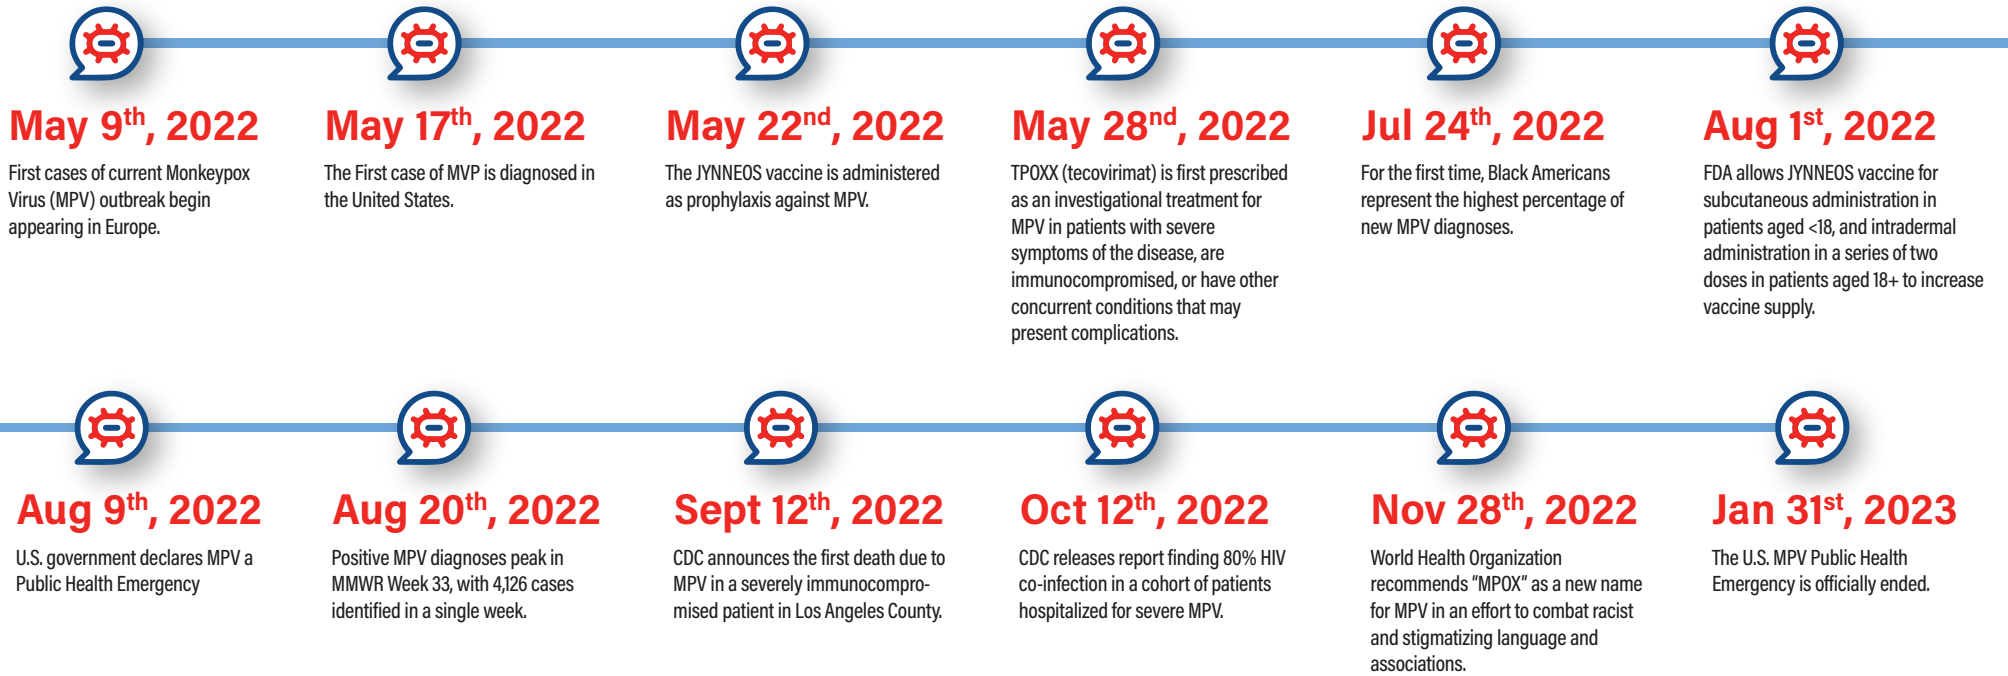 May 9th, 2022
First cases of current Monkeypox
Virus (MPV) outbreak begin
appearing in Europe.
May 17th, 2022
The First case of MVP is diagnosed in
the United States.
May 22nd, 2022
The JYNNEOS vaccine is administered
as prophylaxis against MPV.
May 28nd, 2022
TPOXX (tecovirimat) is first prescribed
as an investigational treatment for
MPV in patients with severe
symptoms of the disease, are
immunocompromised, or have other
concurrent conditions that may
present complications.
Jul 24th, 2022
For the first time, Black Americans
represent the highest percentage of
new MPV diagnoses.
Aug 1st, 2022
FDA allows JYNNEOS vaccine for
subcutaneous administration in
patients aged <18, and intradermal
administration in a series of two
doses in patients aged 18+ to increase
vaccine supply.
Aug 9th, 2022
U.S. government declares MPV a
Public Health Emergency
Aug 20th, 2022
Positive MPV diagnoses peak in
MMWR Week 33, with 4,126 cases
identified in a single week.
Sept 12th, 2022
CDC announces the first death due to
MPV in a severely immunocompro-
mised patient in Los Angeles County.
Oct 12th, 2022
CDC releases report finding 80% HIV
co-infection in a cohort of patients
hospitalized for severe MPV.
Nov 28th, 2022
World Health Organization
recommends “MPOX” as a new name
for MPV in an effort to combat racist
and stigmatizing language and
associations.
Jan 31st, 2023
The U.S. MPV Public Health
Emergency is officially ended.